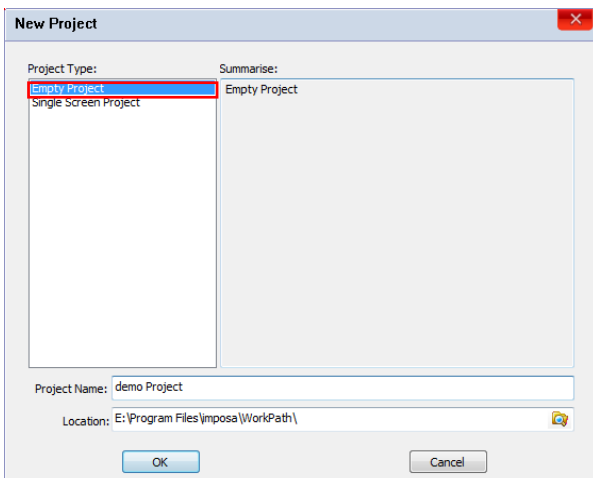 New Project
Project Type: Summarise:
Empty Project Empty Project
Single Screen Project
Project Name: demo Project
Location: E:\Program Files\imposa\WorkPath\
OK Cancel